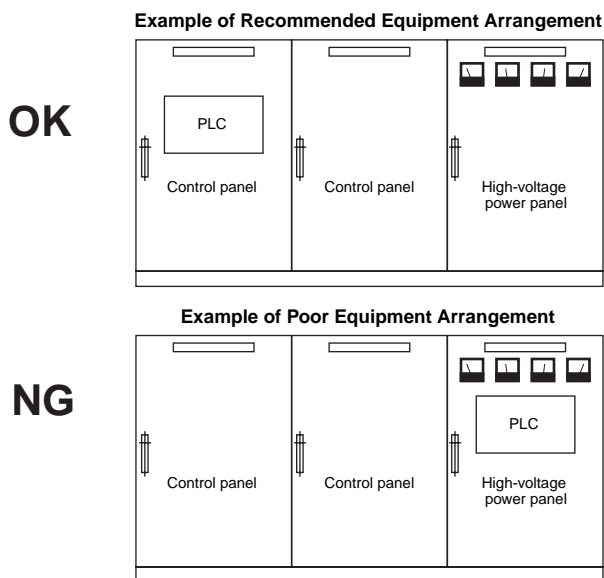 Example of Recommended Equipment Arrangement
OK
PLC
Control panel
Control panel
High-voltage
power panel
Example of Poor Equipment Arrangement
NG
PLC
Control panel
Control panel
High-voltage
power panel